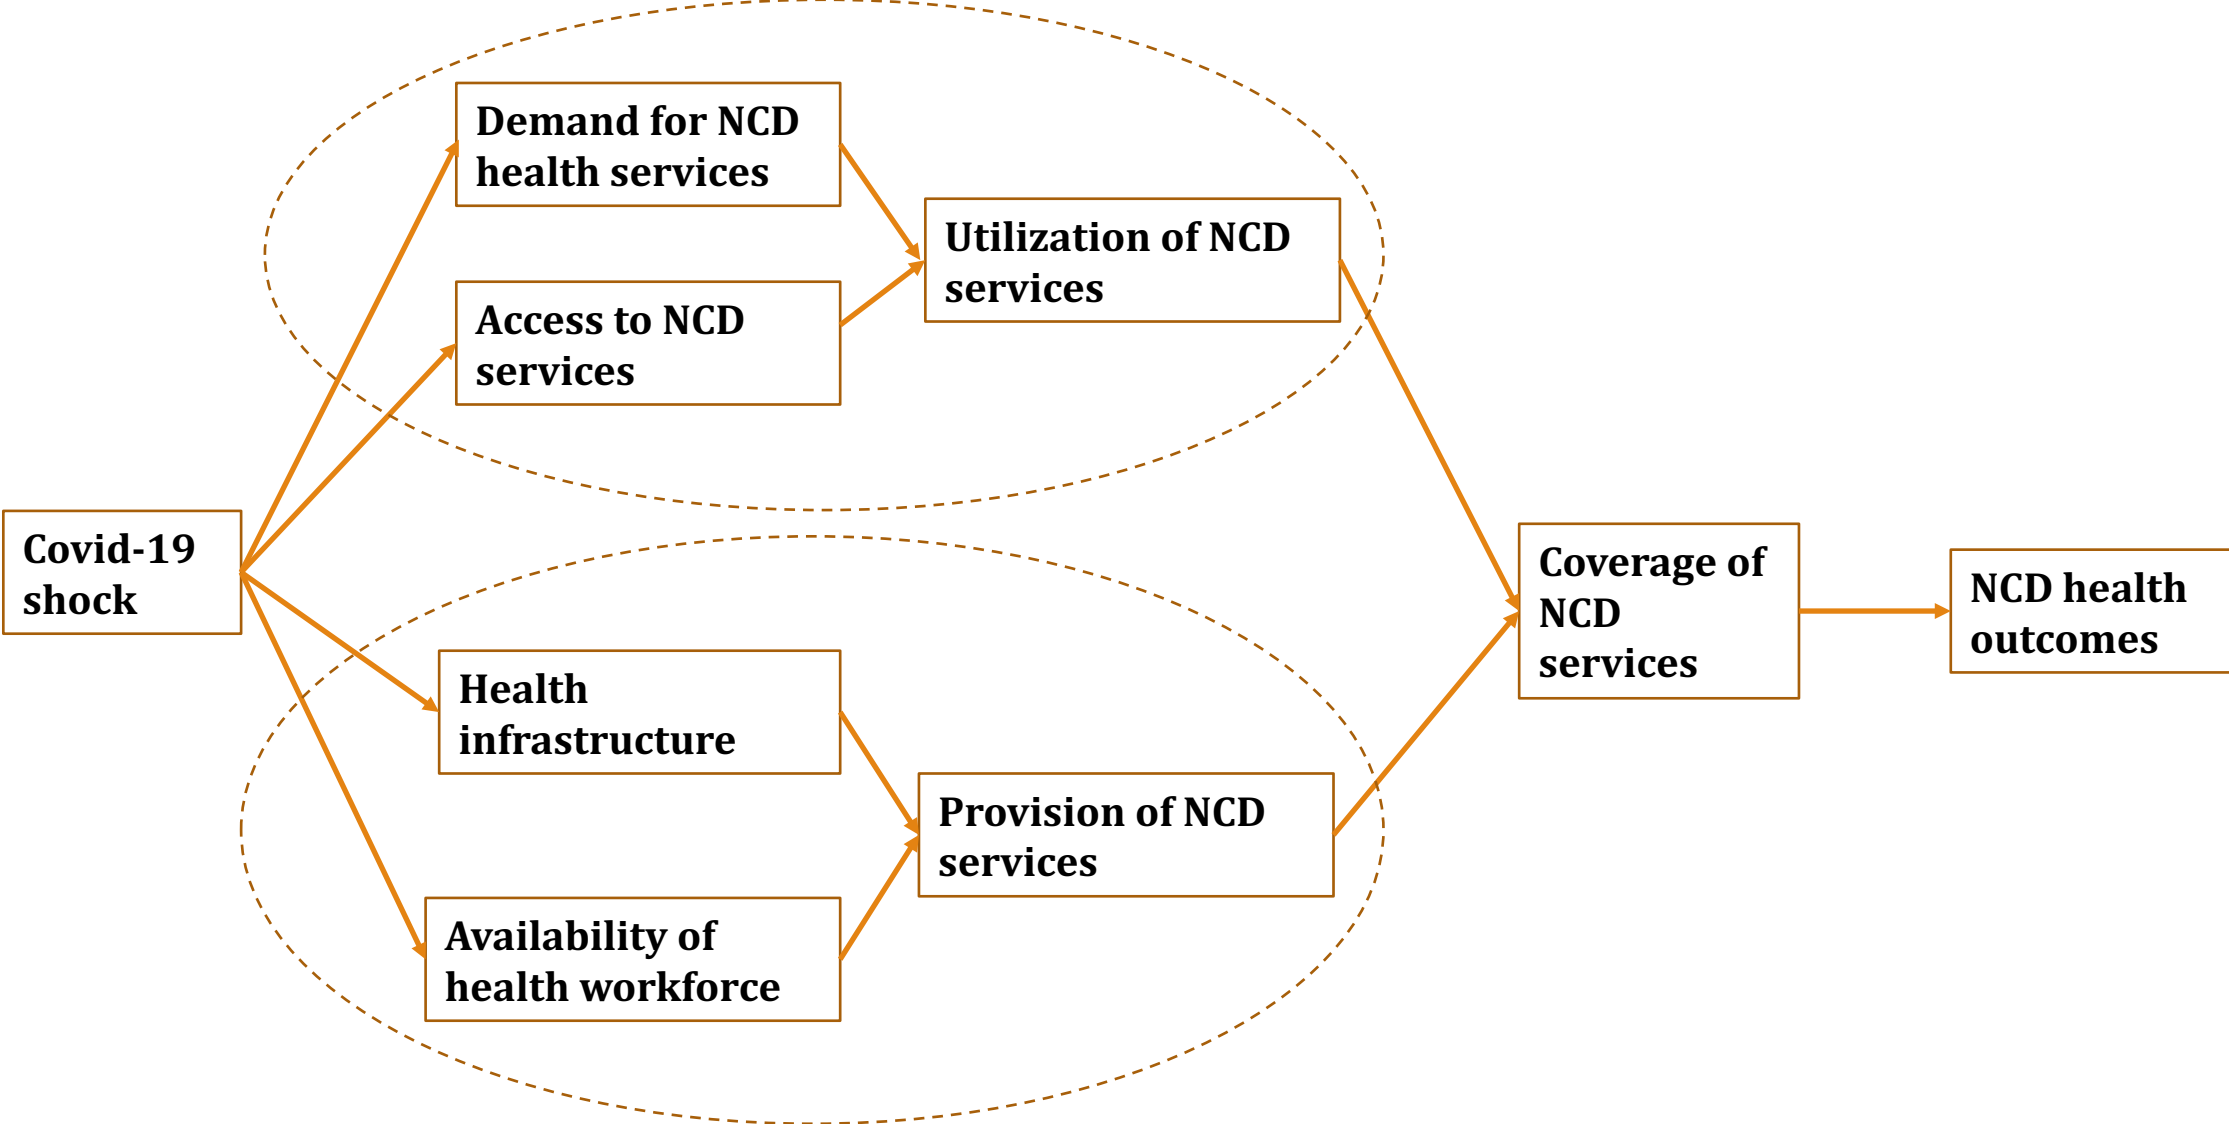 Demand for NCD
health services
Utilization of NCD
services
Access to NCD
services
Covid-19
shock
Coverage of
NCD
services
NCD health
outcomes
Health
infrastructure
Provision of NCD
services
Availability of
health workforce